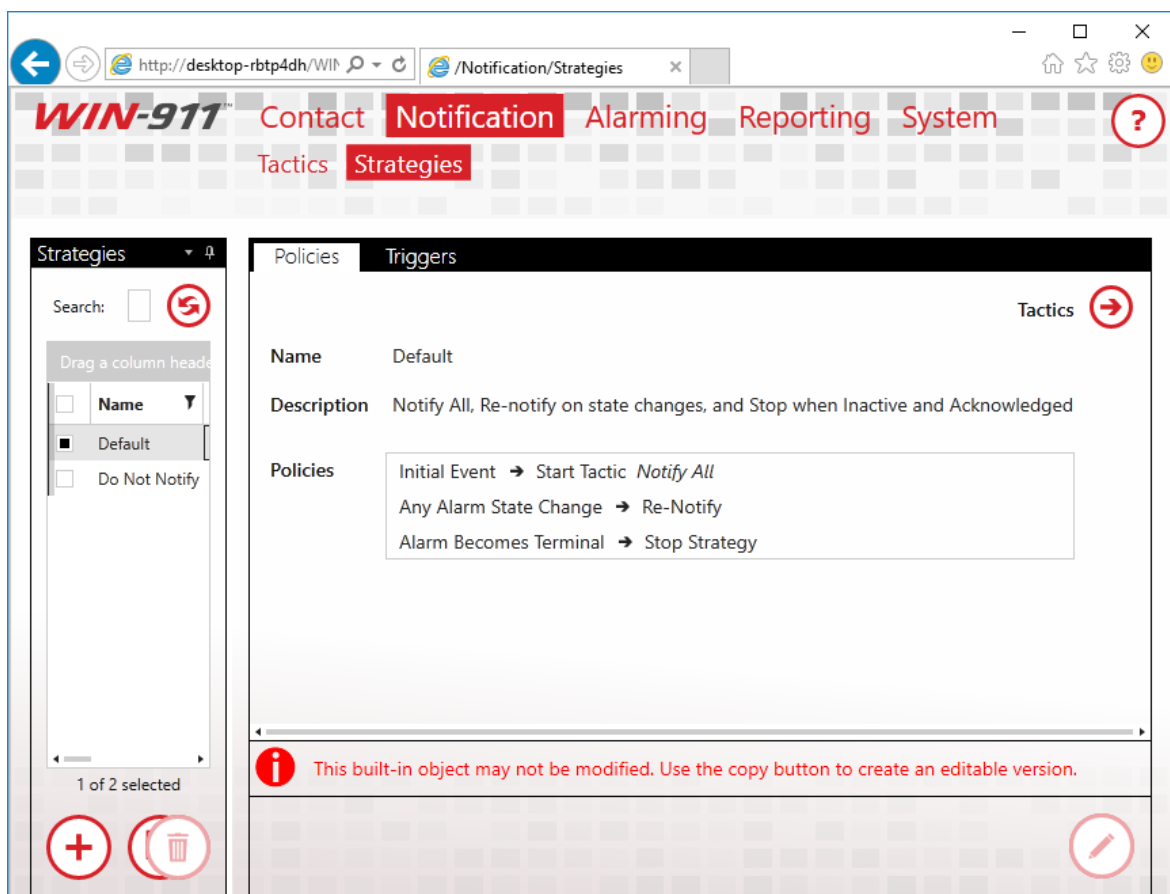 http://desktop-rbtp4dh/WIN
/Notification/Strategies
WIN-911™
Contact Notification Alarming Reporting System
?
Tactics Strategies
Strategies
Search:
Drag a column heade
Name
Default
Do Not Notify
1 of 2 selected
Policies Triggers
Tactics
Name Default
Description Notify All, Re-notify on state changes, and Stop when Inactive and Acknowledged
Policies
Initial Event → Start Tactic Notify All
Any Alarm State Change → Re-Notify
Alarm Becomes Terminal → Stop Strategy
This built-in object may not be modified. Use the copy button to create an editable version.